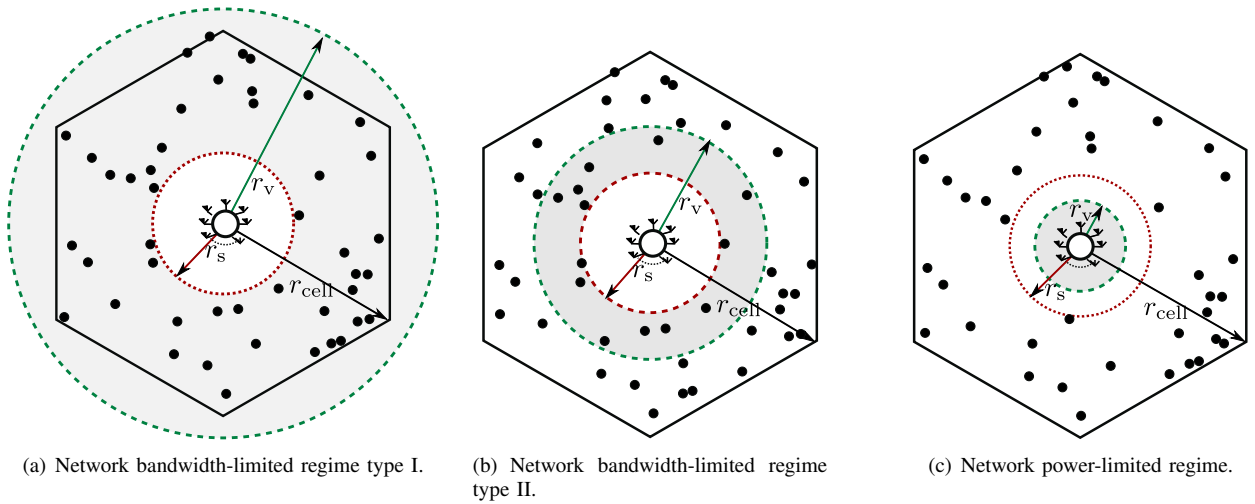 r_v
r_s
r_cell
r_v
r_s
r_cell
r_v
r_s
r_cell
(a) Network bandwidth-limited regime type I.
(b) Network bandwidth-limited regime
type II.
(c) Network power-limited regime.